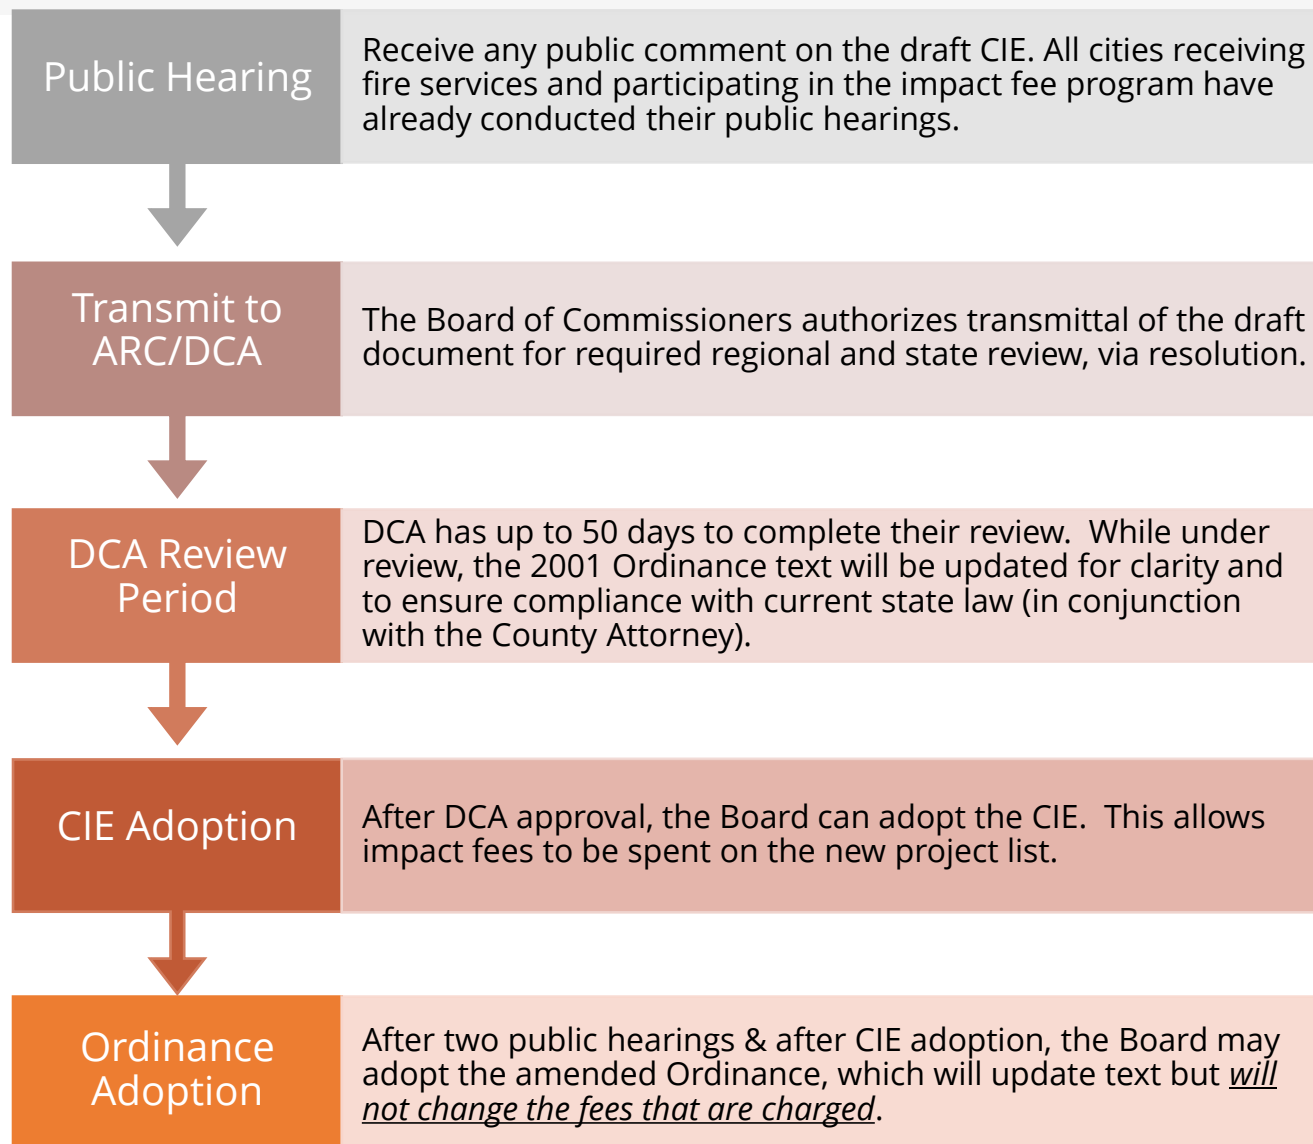 Public Hearing
Receive any public comment on the draft CIE. All cities receiving
fire services and participating in the impact fee program have
already conducted their public hearings.
Transmit to
ARC/DCA
The Board of Commissioners authorizes transmittal of the draft
document for required regional and state review, via resolution.
DCA Review
Period
DCA has up to 50 days to complete their review.  While under
review, the 2001 Ordinance text will be updated for clarity and
to ensure compliance with current state law (in conjunction
with the County Attorney).
CIE Adoption
After DCA approval, the Board can adopt the CIE.  This allows
impact fees to be spent on the new project list.
Ordinance
Adoption
After two public hearings & after CIE adoption, the Board may
adopt the amended Ordinance, which will update text but will
not change the fees that are charged.